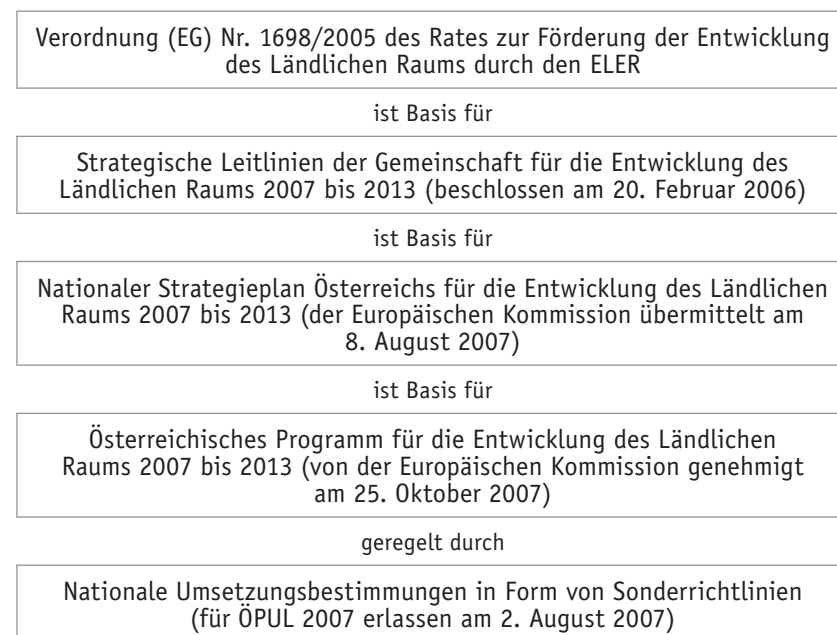 Verordnung (EG) Nr. 1698/2005 des Rates zur Förderung der Entwicklung
des Ländlichen Raums durch den ELER
ist Basis für
Strategische Leitlinien der Gemeinschaft für die Entwicklung des
Ländlichen Raums 2007 bis 2013 (beschlossen am 20. Februar 2006)
ist Basis für
Nationaler Strategieplan Österreichs für die Entwicklung des Ländlichen
Raums 2007 bis 2013 (der Europäischen Kommission übermittelt am
8. August 2007)
ist Basis für
Österreichisches Programm für die Entwicklung des Ländlichen
Raums 2007 bis 2013 (von der Europäischen Kommission genehmigt
am 25. Oktober 2007)
geregelt durch
Nationale Umsetzungsbestimmungen in Form von Sonderrichtlinien
(für ÖPUL 2007 erlassen am 2. August 2007)